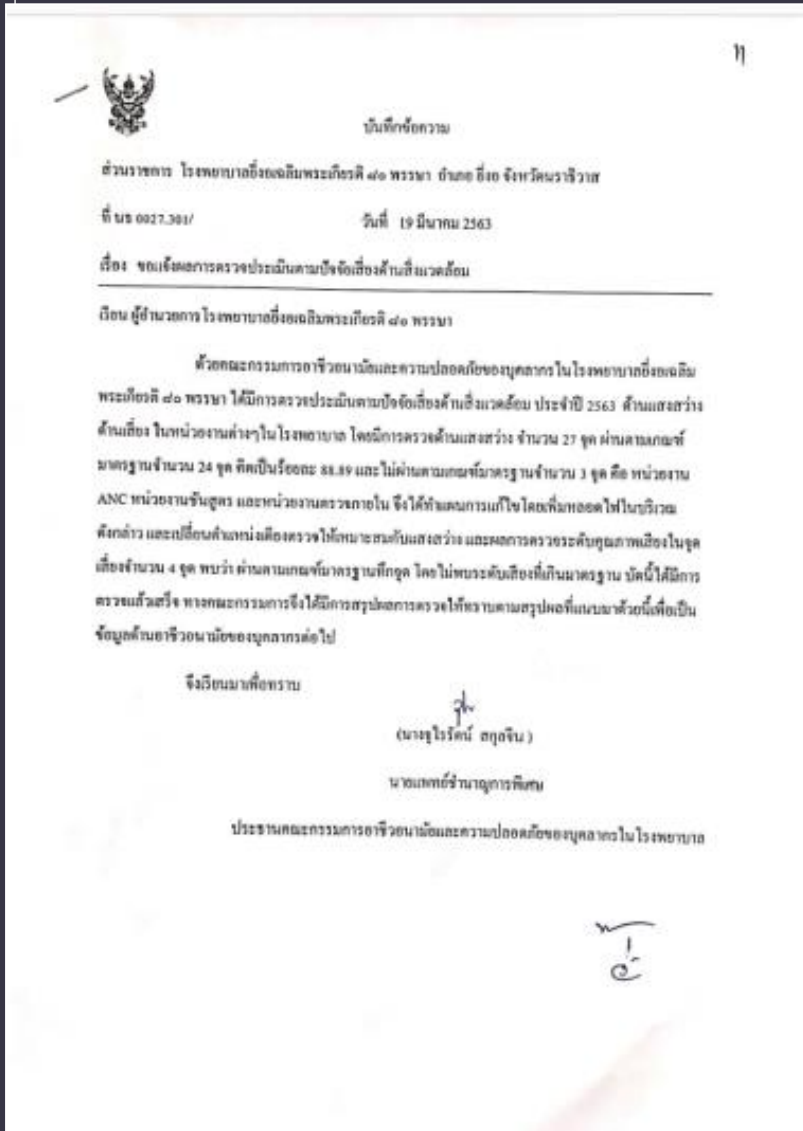 ๆ
บันทึกข้อความ
ส่วนราชการ โรงพยาบาลยี่งอเฉลิมพระเกียรติ ๘๐ พรรษา อำเภอ ยี่งอ จังหวัดนราธิวาส
ที่ นธ 0027.301/ วันที่ 19 มีนาคม 2563
เรื่อง ขอแจ้งผลการตรวจประเมินตามปัจจัยเสี่ยงด้านสิ่งแวดล้อม
เรียน ผู้อำนวยการโรงพยาบาลยี่งอเฉลิมพระเกียรติ ๘๐ พรรษา
ด้วยคณะกรรมการอาชีวอนามัยและความปลอดภัยของบุคลากรในโรงพยาบาลยี่งอเฉลิม
พระเกียรติ ๘๐ พรรษา ได้มีการตรวจประเมินตามปัจจัยเสี่ยงด้านสิ่งแวดล้อม ประจำปี 2563 ด้านแสงสว่าง
ด้านเสียง ในหน่วยงานต่างๆในโรงพยาบาล โดยมีการตรวจด้านแสงสว่าง จำนวน 27 จุด ผ่านตามเกณฑ์
มาตรฐานจำนวน 24 จุด คิดเป็นร้อยละ 88.89 และไม่ผ่านตามเกณฑ์มาตรฐานจำนวน 3 จุด คือ หน่วยงาน
ANC หน่วยงานชันสูตร และหน่วยงานตรวจภายใน จึงได้ทำแผนการแก้ไขโดยเพิ่มหลอดไฟในบริเวณ
ดังกล่าว และเปลี่ยนตำแหน่งเตียงตรวจให้เหมาะสมกับแสงสว่าง และผลการตรวจระดับคุณภาพเสียงในจุด
เสี่ยงจำนวน 4 จุด พบว่า ผ่านตามเกณฑ์มาตรฐานทึกจุด โดยไม่พบระดับเสียงที่เกินมาตรฐาน บัดนี้ได้มีการ
ตรวจแล้วเสร็จ ทางคณะกรรมการจึงได้มีการสรุปผลการตรวจให้ทราบตามสรุปผลที่แนบมาด้วยนี้เพื่อเป็น
ข้อมูลด้านอาชีวอนามัยของบุคลากรต่อไป
จึงเรียนมาเพื่อทราบ
(นางจุไรรัตน์ สกุลจีน )
นายแพทย์ชำนาญการพิเศษ
ประธานคณะกรรมการอาชีวอนามัยและความปลอดภัยของบุคลากรในโรงพยาบาล